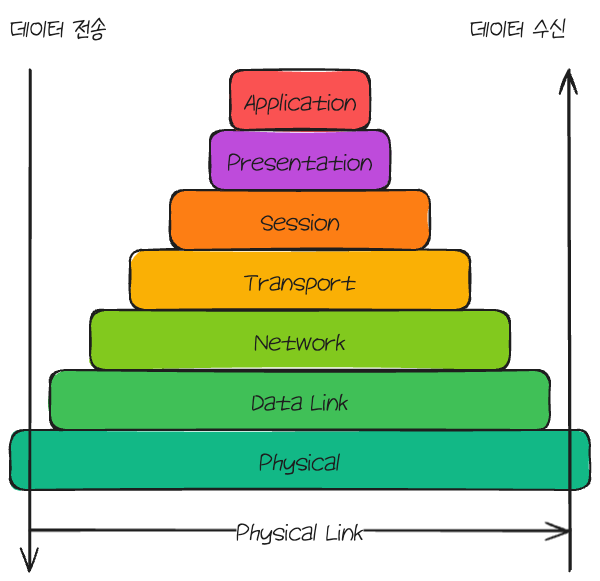 데이터 전송
데이터 수신
Application
Presentation
Session
Transport
Network
Data Link
Physical
Physical Link